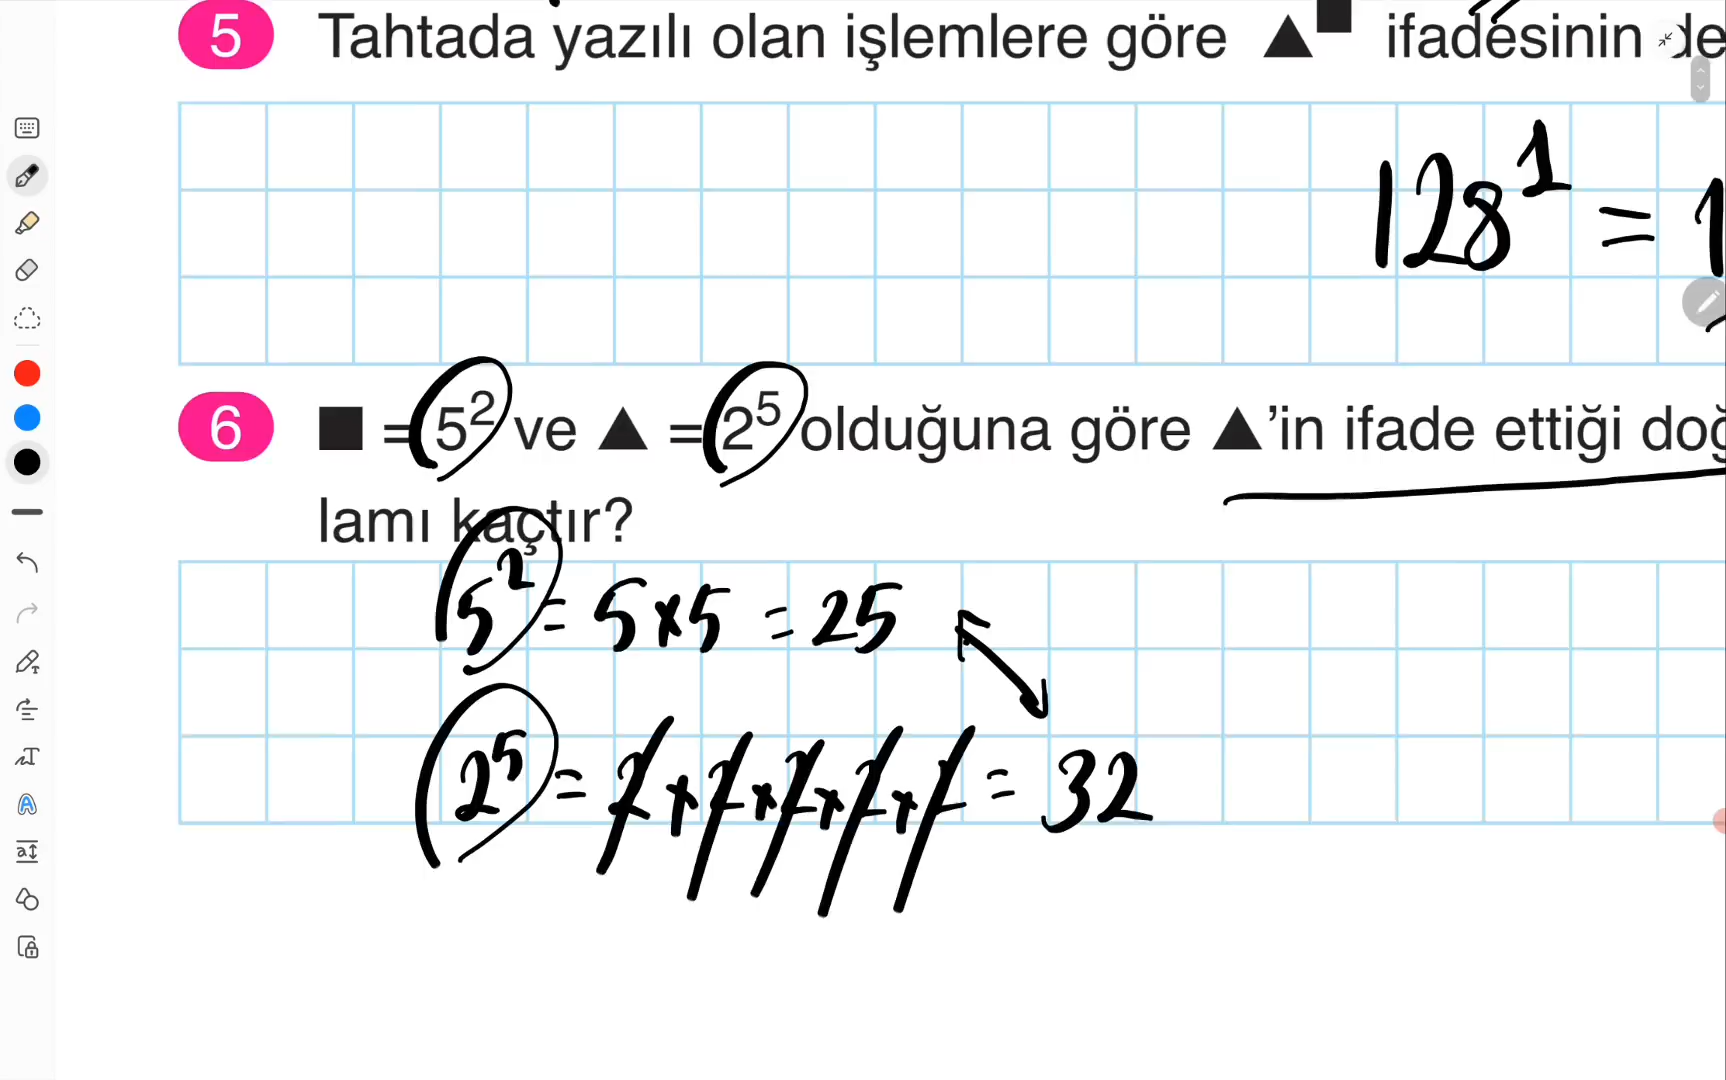 5 Tahtada yazılı olan işlemlere göre ▲■ ifadesinin de
128¹ = 1
6 ■ = 5² ve ▲ = 2⁵ olduğuna göre ▲'in ifade ettiği doğ
lamı kaçtır?
5² = 5x5 = 25
2⁵ = 2x2x2x2x2 = 32